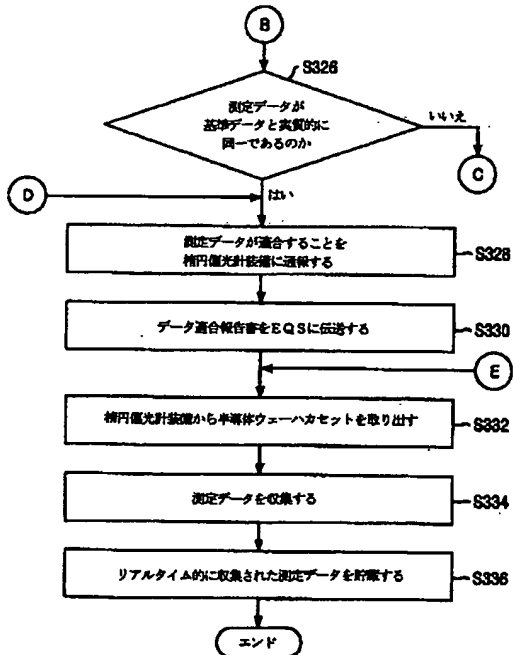 B
S326
測定データが
基準データと実質的に
同一であるのか
いいえ
C
D
はい
測定データが適合することを
楕円偏光計装備に通報する
S328
データ適合報告書をEQSに伝送する
S330
E
楕円偏光計装備から半導体ウェーハカセットを取り出す
S332
測定データを収集する
S334
リアルタイム的に収集された測定データを貯蔵する
S336
エンド